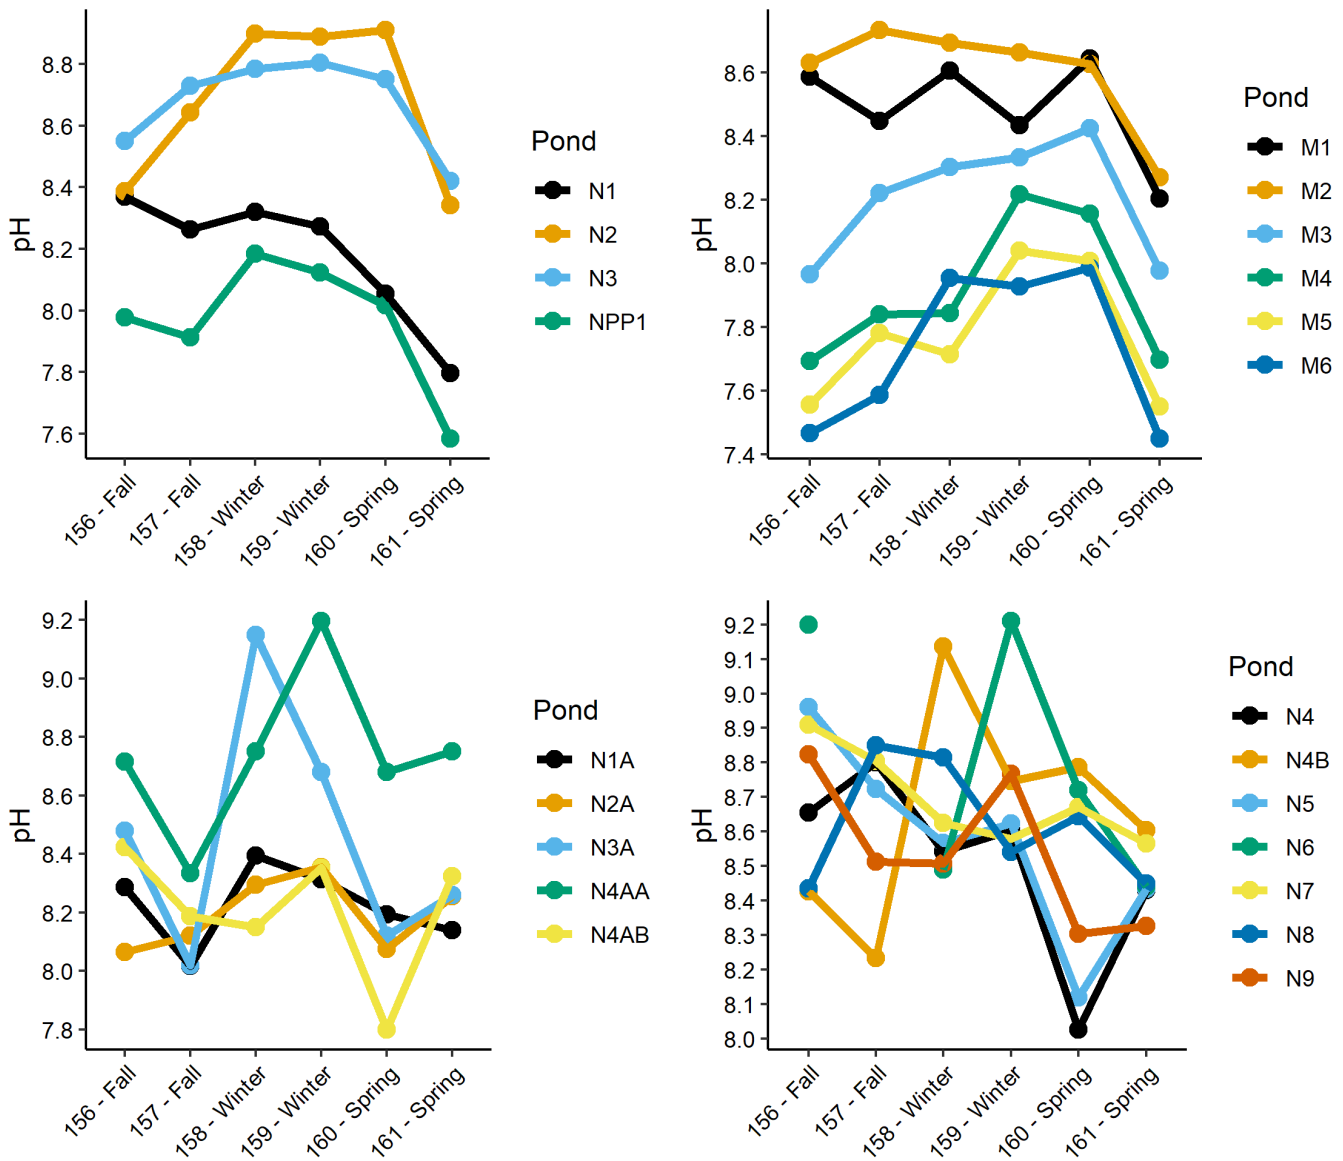 pH
8.8
8.6
8.4
8.2
8.0
7.8
7.6
156 - Fall
157 - Fall
158 - Winter
159 - Winter
160 - Spring
161 - Spring
Pond
N1
N2
N3
NPP1
pH
8.6
8.4
8.2
8.0
7.8
7.6
7.4
156 - Fall
157 - Fall
158 - Winter
159 - Winter
160 - Spring
161 - Spring
Pond
M1
M2
M3
M4
M5
M6
pH
9.2
9.0
8.8
8.6
8.4
8.2
8.0
7.8
156 - Fall
157 - Fall
158 - Winter
159 - Winter
160 - Spring
161 - Spring
Pond
N1A
N2A
N3A
N4AA
N4AB
pH
9.2
9.1
9.0
8.9
8.8
8.7
8.6
8.5
8.4
8.3
8.2
8.1
8.0
156 - Fall
157 - Fall
158 - Winter
159 - Winter
160 - Spring
161 - Spring
Pond
N4
N4B
N5
N6
N7
N8
N9